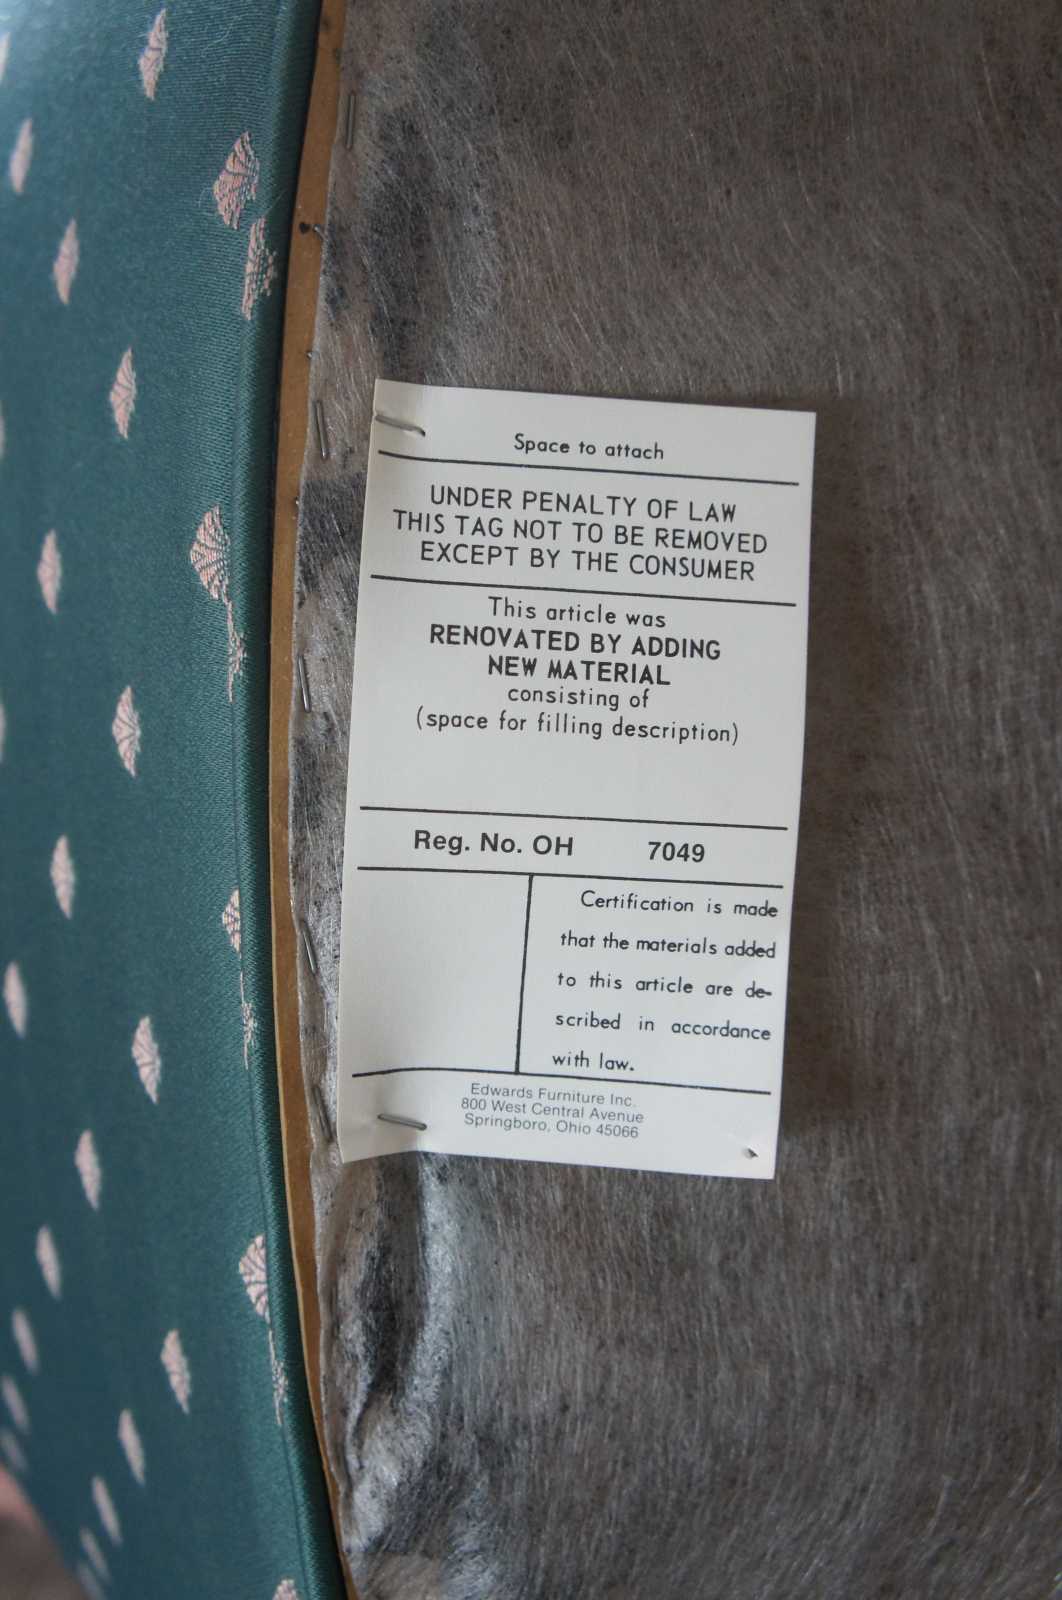 Space to attach
UNDER PENALTY OF LAW
THIS TAG NOT TO BE REMOVED
EXCEPT BY THE CONSUMER
This article was
RENOVATED BY ADDING
NEW MATERIAL
consisting of
(space for filling description)
Reg. No. OH 7049
Certification is made
that the materials added
to this article are de-
scribed in accordance
with law.
Edwards Furniture Inc.
800 West Central Avenue
Springboro, Ohio 45066